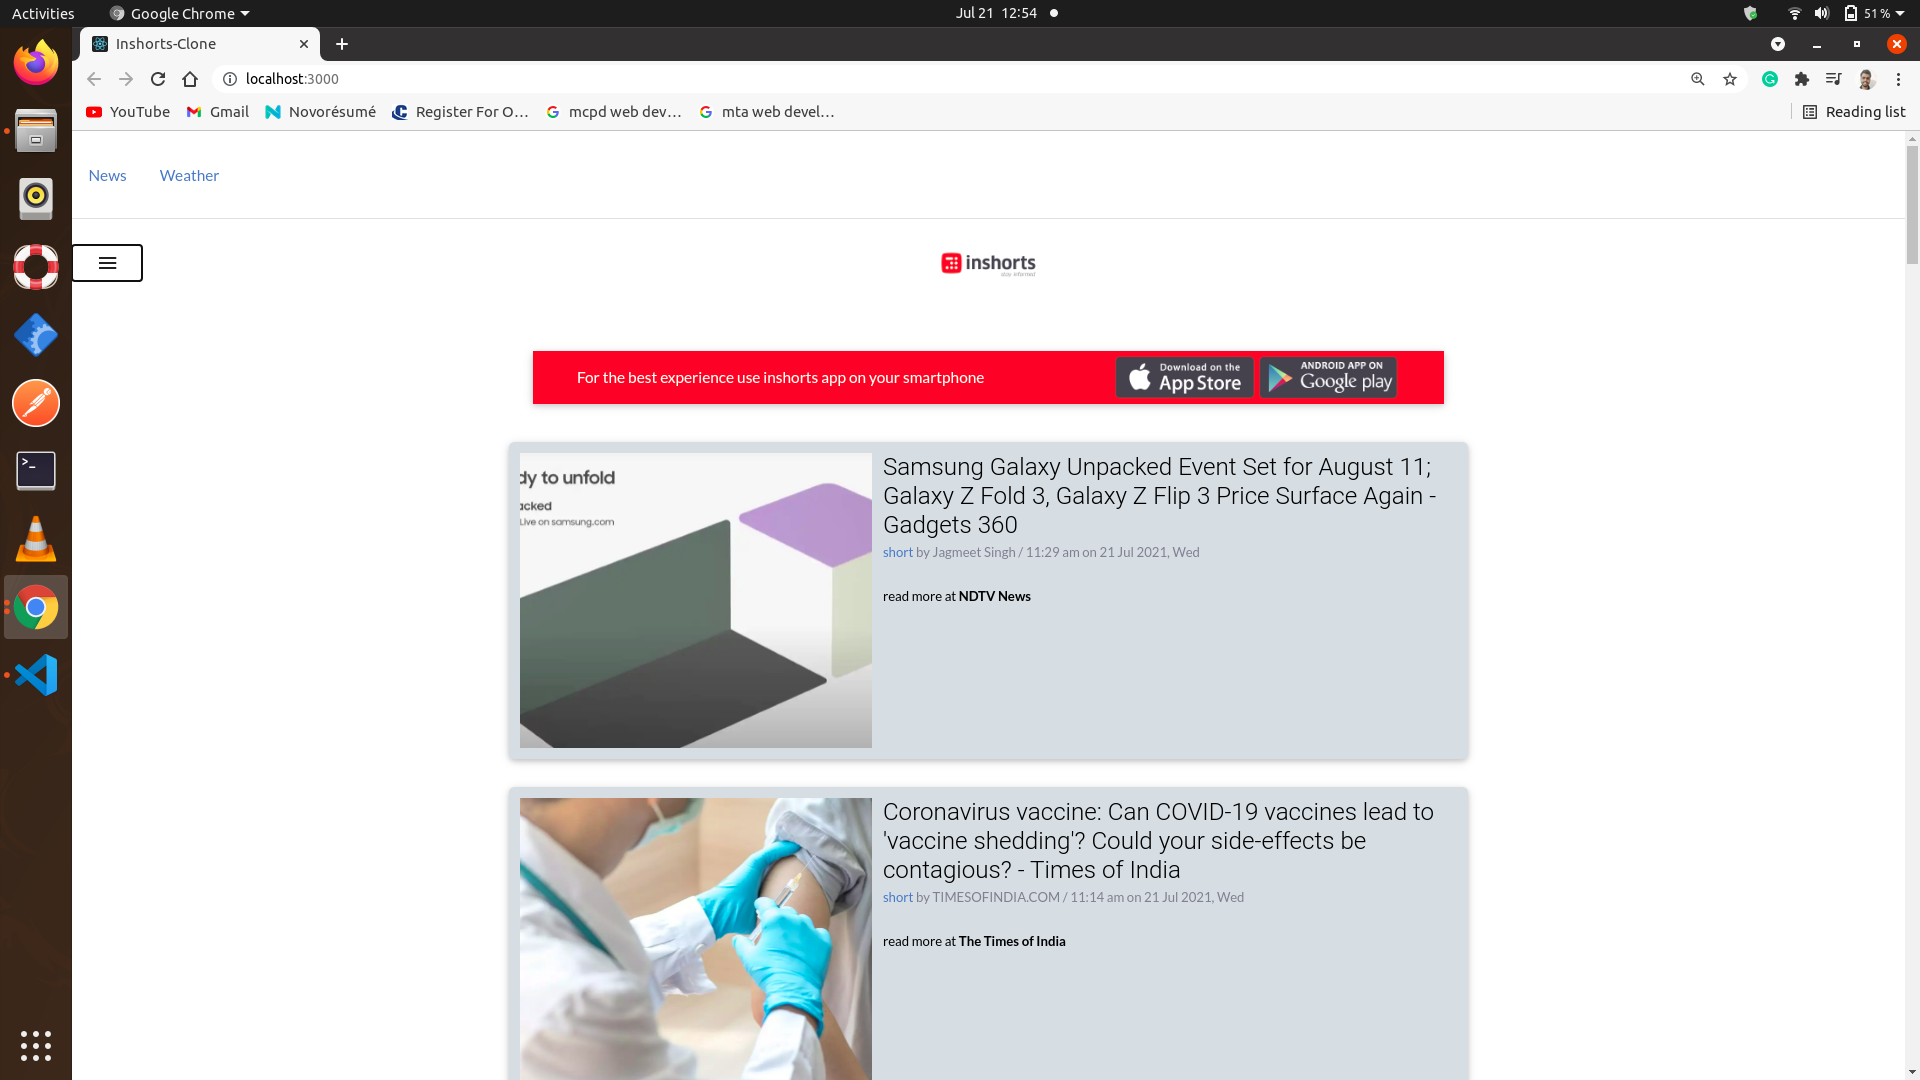 Activities
Google Chrome
Jul 21 12:54
51 %
Inshorts-Clone
localhost:3000
YouTube
Gmail
Novorésumé
Register For O…
mcpd web dev…
mta web devel…
Reading list
News
Weather
inshorts
stay informed
For the best experience use inshorts app on your smartphone
Download on the
App Store
ANDROID APP ON
Google play
dy to unfold
acked
Live on samsung.com
Samsung Galaxy Unpacked Event Set for August 11;
Galaxy Z Fold 3, Galaxy Z Flip 3 Price Surface Again -
Gadgets 360
short by Jagmeet Singh / 11:29 am on 21 Jul 2021, Wed
read more at NDTV News
Coronavirus vaccine: Can COVID-19 vaccines lead to
'vaccine shedding'? Could your side-effects be
contagious? - Times of India
short by TIMESOFINDIA.COM / 11:14 am on 21 Jul 2021, Wed
read more at The Times of India